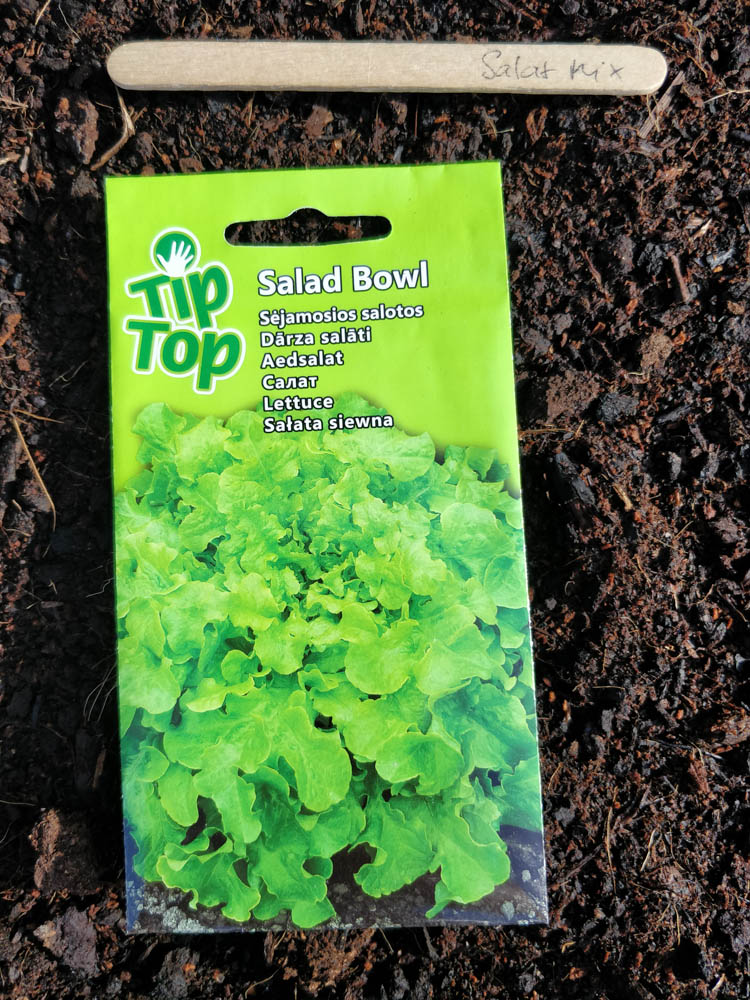 Salat Mix
Tip
Top
Salad Bowl
Sėjamosios salotos
Dārza salāti
Aedsalat
Салат
Lettuce
Sałata siewna